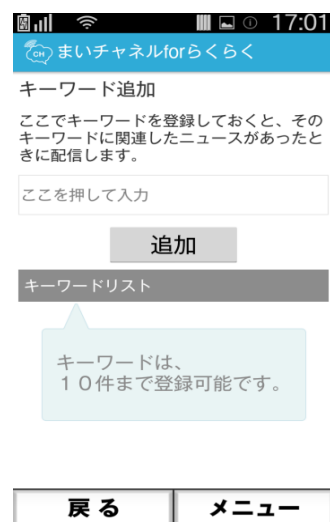 17:01
CH まいチャネルforらくらく
キーワード追加
ここでキーワードを登録しておくと、その
キーワードに関連したニュースがあったと
きに配信します。
ここを押して入力
追加
キーワードリスト
キーワードは、
１０件まで登録可能です。
戻る メニュー